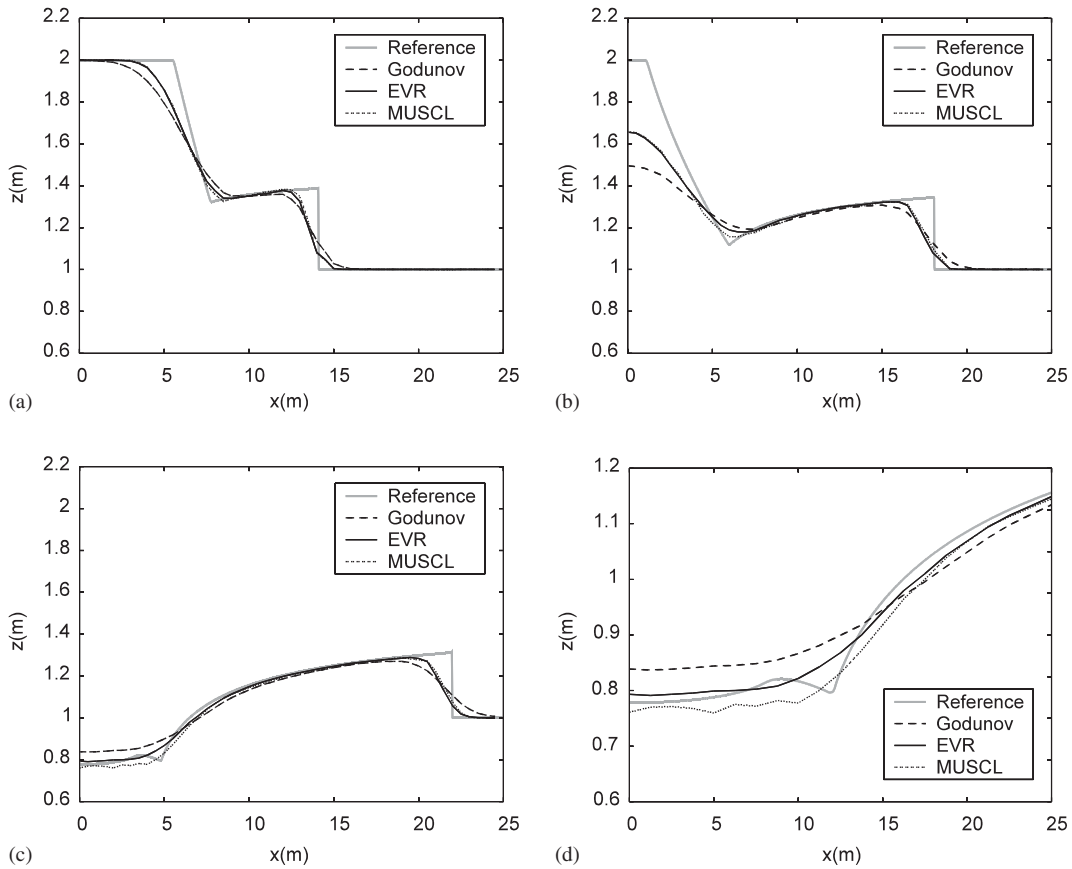 2.2
2
1.8
1.6
1.4
1.2
1
0.8
0.6
z(m)
Reference
Godunov
EVR
MUSCL
0 5 10 15 20 25
x(m)
(a)
2.2
2
1.8
1.6
1.4
1.2
1
0.8
0.6
z(m)
Reference
Godunov
EVR
MUSCL
0 5 10 15 20 25
x(m)
(b)
2.2
2
1.8
1.6
1.4
1.2
1
0.8
0.6
z(m)
Reference
Godunov
EVR
MUSCL
0 5 10 15 20 25
x(m)
(c)
1.2
1.1
1
0.9
0.8
0.7
0.6
z(m)
Reference
Godunov
EVR
MUSCL
0 5 10 15 20 25
x(m)
(d)